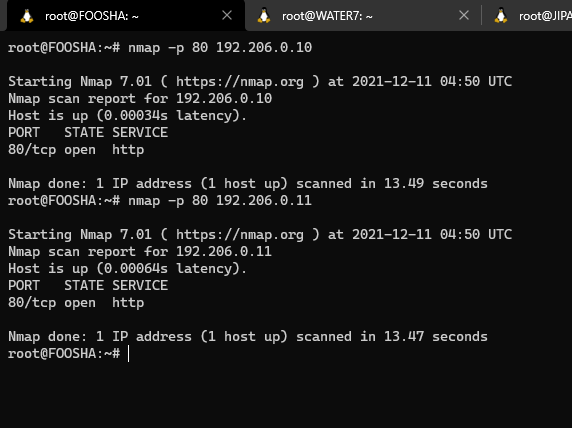 root@FOOSHA: ~
root@WATER7: ~
root@JIPA
root@FOOSHA:~# nmap -p 80 192.206.0.10
Starting Nmap 7.01 ( https://nmap.org ) at 2021-12-11 04:50 UTC
Nmap scan report for 192.206.0.10
Host is up (0.00034s latency).
PORT   STATE SERVICE
80/tcp open  http
Nmap done: 1 IP address (1 host up) scanned in 13.49 seconds
root@FOOSHA:~# nmap -p 80 192.206.0.11
Starting Nmap 7.01 ( https://nmap.org ) at 2021-12-11 04:50 UTC
Nmap scan report for 192.206.0.11
Host is up (0.00064s latency).
PORT   STATE SERVICE
80/tcp open  http
Nmap done: 1 IP address (1 host up) scanned in 13.47 seconds
root@FOOSHA:~#